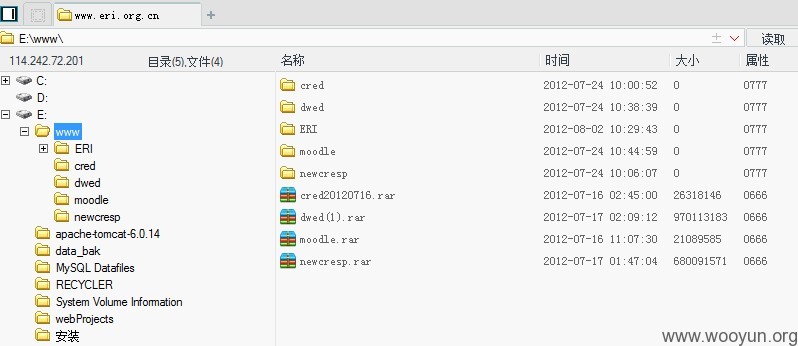 www.eri.org.cn
E:\www\ 读取
114.242.72.201 目录(5),文件(4) 名称 时间 大小 属性
C:
D:
E:
www
ERI
cred
dwed
moodle
newcresp
apache-tomcat-6.0.14
data_bak
MySQL Datafiles
RECYCLER
System Volume Information
webProjects
安装
cred 2012-07-24 10:00:52 0 0777
dwed 2012-07-24 10:38:39 0 0777
ERI 2012-08-02 10:29:43 0 0777
moodle 2012-07-24 10:44:59 0 0777
newcresp 2012-07-24 10:06:07 0 0777
cred20120716.rar 2012-07-16 02:45:00 26318146 0666
dwed(1).rar 2012-07-17 02:09:12 970113183 0666
moodle.rar 2012-07-16 11:07:30 21089585 0666
newcresp.rar 2012-07-17 01:47:04 680091571 0666
www.wooyun.org